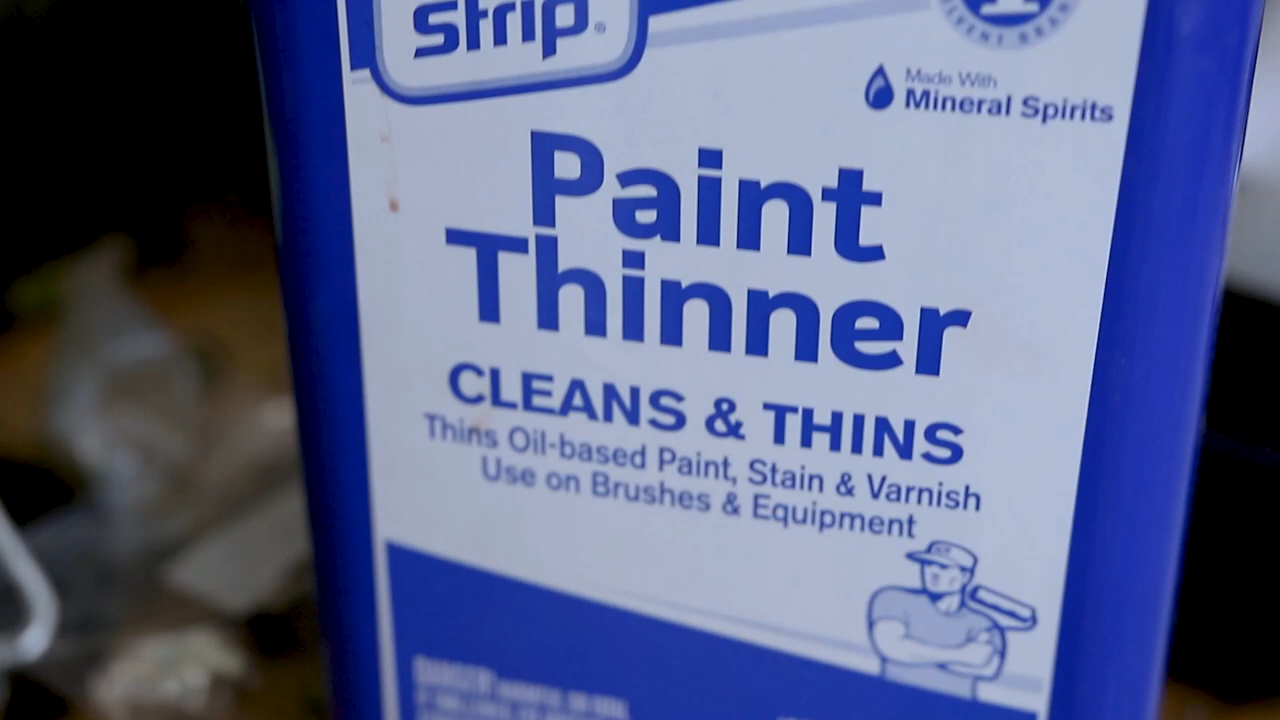 Strip®
Made With
Mineral Spirits
Paint
Thinner
CLEANS & THINS
Thins Oil-based Paint, Stain & Varnish
Use on Brushes & Equipment
DANGER!